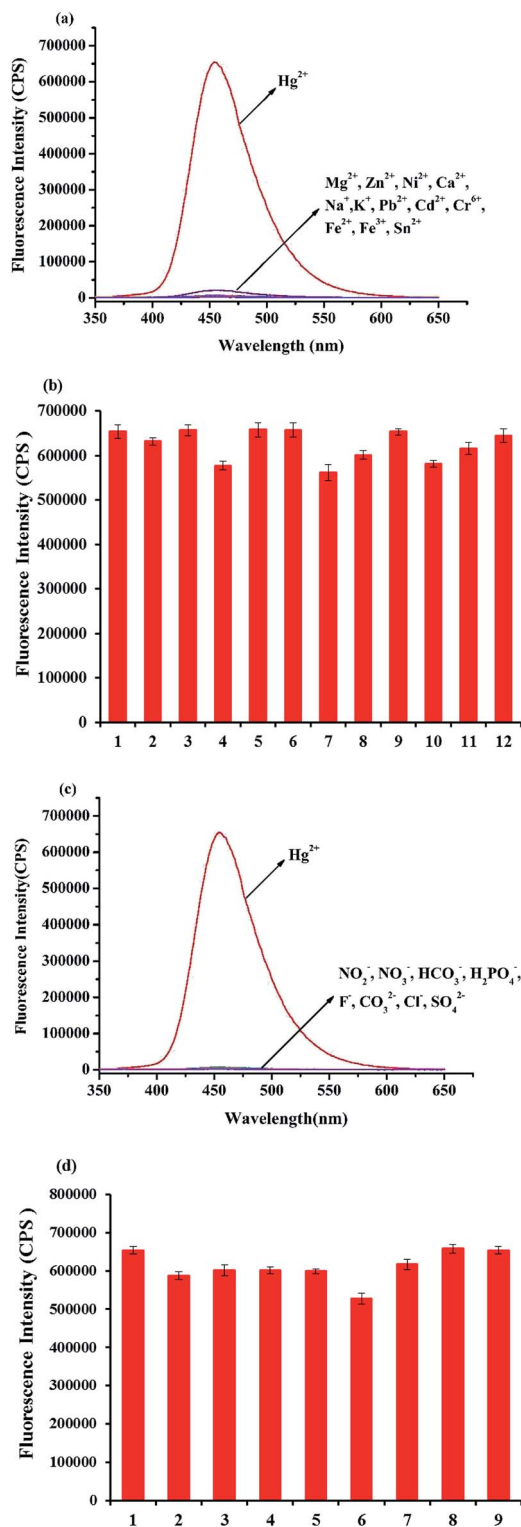 (a)
Fluorescence Intensity (CPS)
700000
600000
500000
400000
300000
200000
100000
0
Hg²⁺
Mg²⁺, Zn²⁺, Ni²⁺, Ca²⁺,
Na⁺,K⁺, Pb²⁺, Cd²⁺, Cr⁶⁺,
Fe²⁺, Fe³⁺, Sn²⁺
350 400 450 500 550 600 650
Wavelength (nm)
(b)
Fluorescence Intensity (CPS )
700000
600000
500000
400000
300000
200000
100000
0
1 2 3 4 5 6 7 8 9 10 11 12
(c)
Fluorescence Intensity(CPS)
700000
600000
500000
400000
300000
200000
100000
0
Hg²⁺
NO₂⁻, NO₃⁻, HCO₃⁻, H₂PO₄⁻,
F⁻, CO₃²⁻, Cl⁻, SO₄²⁻
350 400 450 500 550 600 650
Wavelength(nm)
(d)
Fluorescence Intensity (CPS)
800000
700000
600000
500000
400000
300000
200000
100000
0
1 2 3 4 5 6 7 8 9